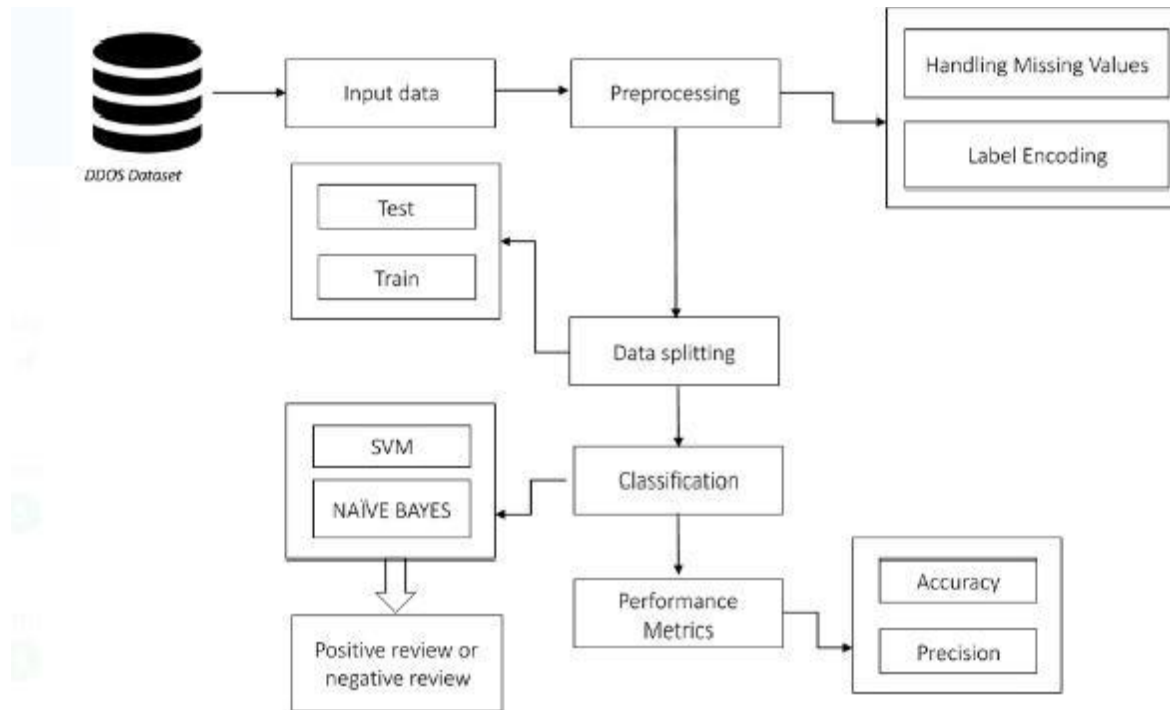 DDOS Dataset
Input data
Preprocessing
Handling Missing Values
Label Encoding
Test
Train
Data splitting
SVM
NAÏVE BAYES
Classification
Positive review or
negative review
Performance
Metrics
Accuracy
Precision